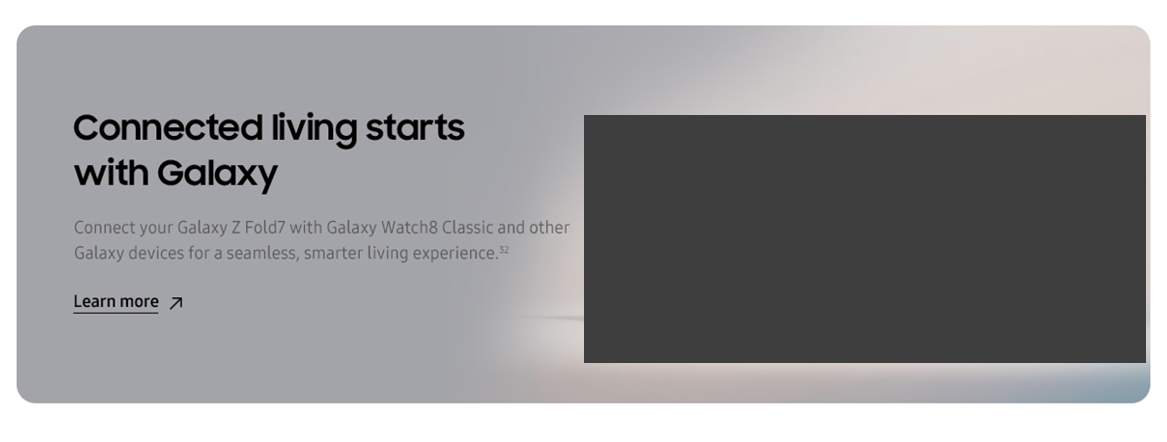 Connected living starts
with Galaxy
Connect your Galaxy Z Fold7 with Galaxy Watch8 Classic and other
Galaxy devices for a seamless, smarter living experience.³²
Learn more